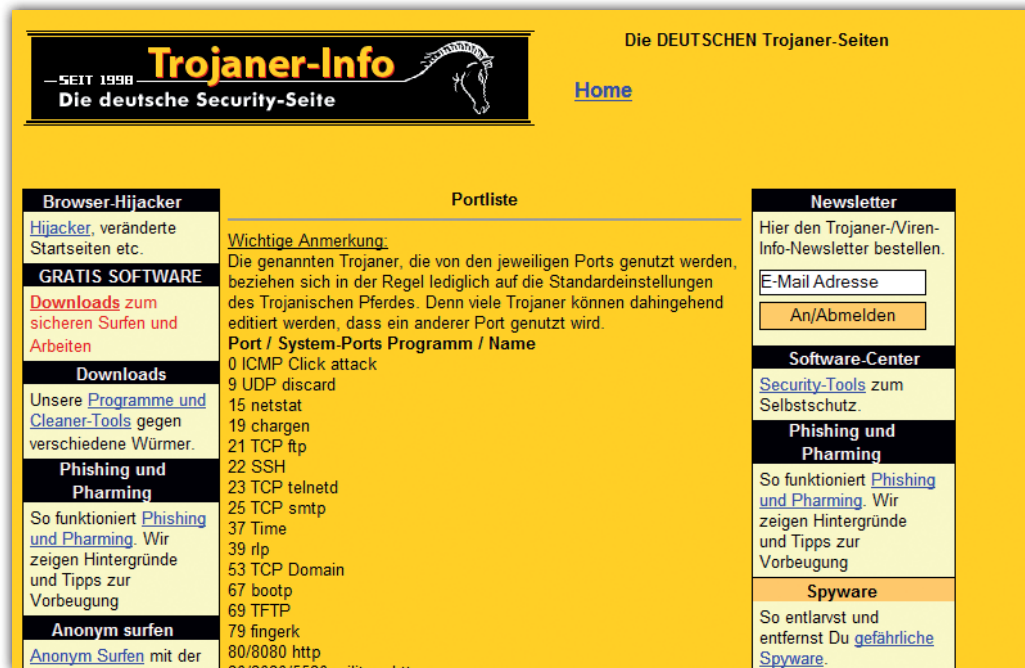 SEIT 1998
Trojaner-Info
Die deutsche Security-Seite
Die DEUTSCHEN Trojaner-Seiten
Home
Browser-Hijacker
Hijacker, veränderte
Startseiten etc.
GRATIS SOFTWARE
Downloads zum
sicheren Surfen und
Arbeiten
Downloads
Unsere Programme und
Cleaner-Tools gegen
verschiedene Würmer.
Phishing und
Pharming
So funktioniert Phishing
und Pharming. Wir
zeigen Hintergründe
und Tipps zur
Vorbeugung
Anonym surfen
Anonym Surfen mit der
Portliste
Wichtige Anmerkung:
Die genannten Trojaner, die von den jeweiligen Ports genutzt werden,
beziehen sich in der Regel lediglich auf die Standardeinstellungen
des Trojanischen Pferdes. Denn viele Trojaner können dahingehend
editiert werden, dass ein anderer Port genutzt wird.
Port / System-Ports Programm / Name
0 ICMP Click attack
9 UDP discard
15 netstat
19 chargen
21 TCP ftp
22 SSH
23 TCP telnetd
25 TCP smtp
37 Time
39 rlp
53 TCP Domain
67 bootp
69 TFTP
79 fingerk
80/8080 http
Newsletter
Hier den Trojaner-/Viren-
Info-Newsletter bestellen.
E-Mail Adresse
An/Abmelden
Software-Center
Security-Tools zum
Selbstschutz.
Phishing und
Pharming
So funktioniert Phishing
und Pharming. Wir
zeigen Hintergründe
und Tipps zur
Vorbeugung
Spyware
So entlarvst und
entfernst Du gefährliche
Spyware.